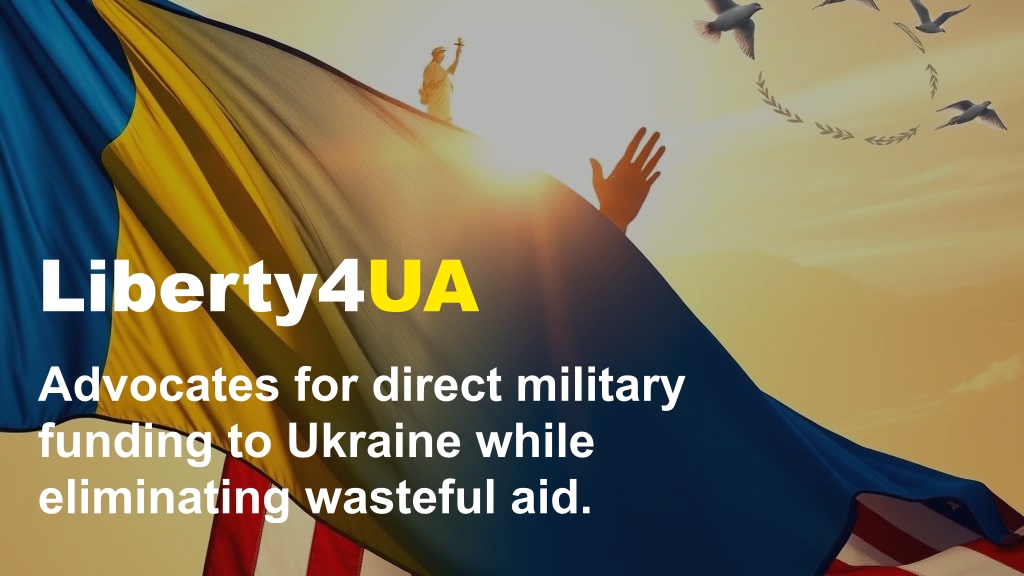 Liberty4UA
Advocates for direct military
funding to Ukraine while
eliminating wasteful aid.